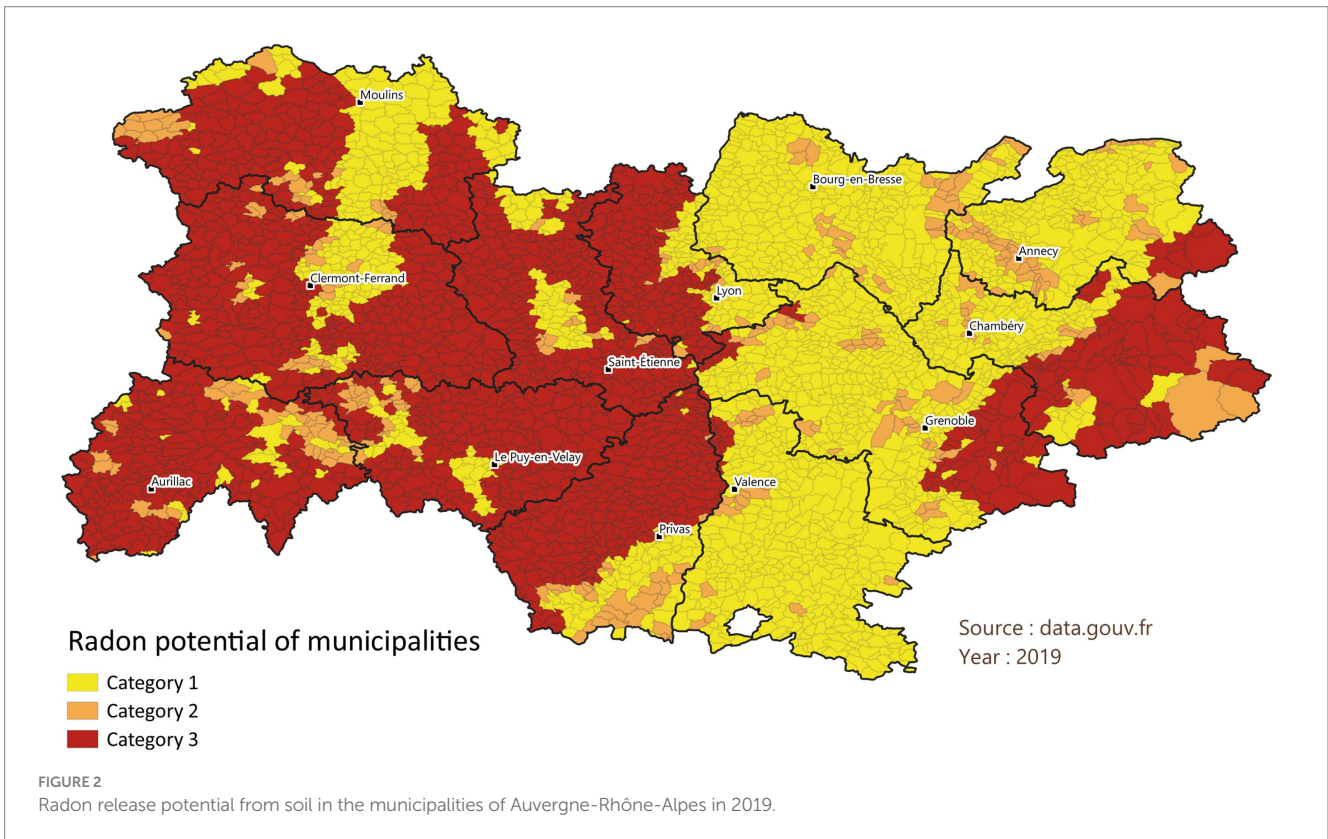 Moulins
Bourg-en-Bresse
Annecy
Clermont-Ferrand
Lyon
Chambéry
Saint-Étienne
Grenoble
Le Puy-en-Velay
Aurillac
Valence
Privas
Radon potential of municipalities
Category 1
Category 2
Category 3
Source : data.gouv.fr
Year : 2019
FIGURE 2
Radon release potential from soil in the municipalities of Auvergne-Rhône-Alpes in 2019.